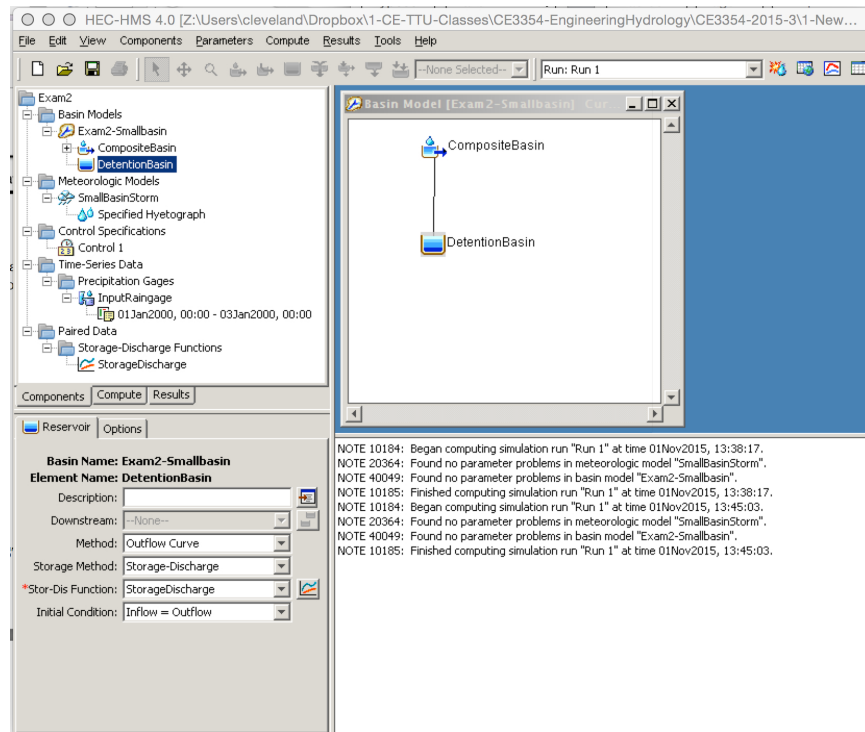 HEC-HMS 4.0 [Z:\Users\cleveland\Dropbox\1-CE-TTU-Classes\CE3354-EngineeringHydrology\CE3354-2015-3\1-New...
File Edit View Components Parameters Compute Results Tools Help
--None Selected-- Run: Run 1
Exam2
Basin Models
Exam2-Smallbasin
CompositeBasin
DetentionBasin
Meteorologic Models
SmallBasinStorm
Specified Hyetograph
Control Specifications
Control 1
Time-Series Data
Precipitation Gages
InputRaingage
01Jan2000, 00:00 - 03Jan2000, 00:00
Paired Data
Storage-Discharge Functions
StorageDischarge
Components Compute Results
Basin Model [Exam2-Smallbasin] Cur...
CompositeBasin
DetentionBasin
Reservoir Options
Basin Name: Exam2-Smallbasin
Element Name: DetentionBasin
Description:
Downstream: --None--
Method: Outflow Curve
Storage Method: Storage-Discharge
*Stor-Dis Function: StorageDischarge
Initial Condition: Inflow = Outflow
NOTE 10184: Began computing simulation run "Run 1" at time 01Nov2015, 13:38:17.
NOTE 20364: Found no parameter problems in meteorologic model "SmallBasinStorm".
NOTE 40049: Found no parameter problems in basin model "Exam2-Smallbasin".
NOTE 10185: Finished computing simulation run "Run 1" at time 01Nov2015, 13:38:17.
NOTE 10184: Began computing simulation run "Run 1" at time 01Nov2015, 13:45:03.
NOTE 20364: Found no parameter problems in meteorologic model "SmallBasinStorm".
NOTE 40049: Found no parameter problems in basin model "Exam2-Smallbasin".
NOTE 10185: Finished computing simulation run "Run 1" at time 01Nov2015, 13:45:03.